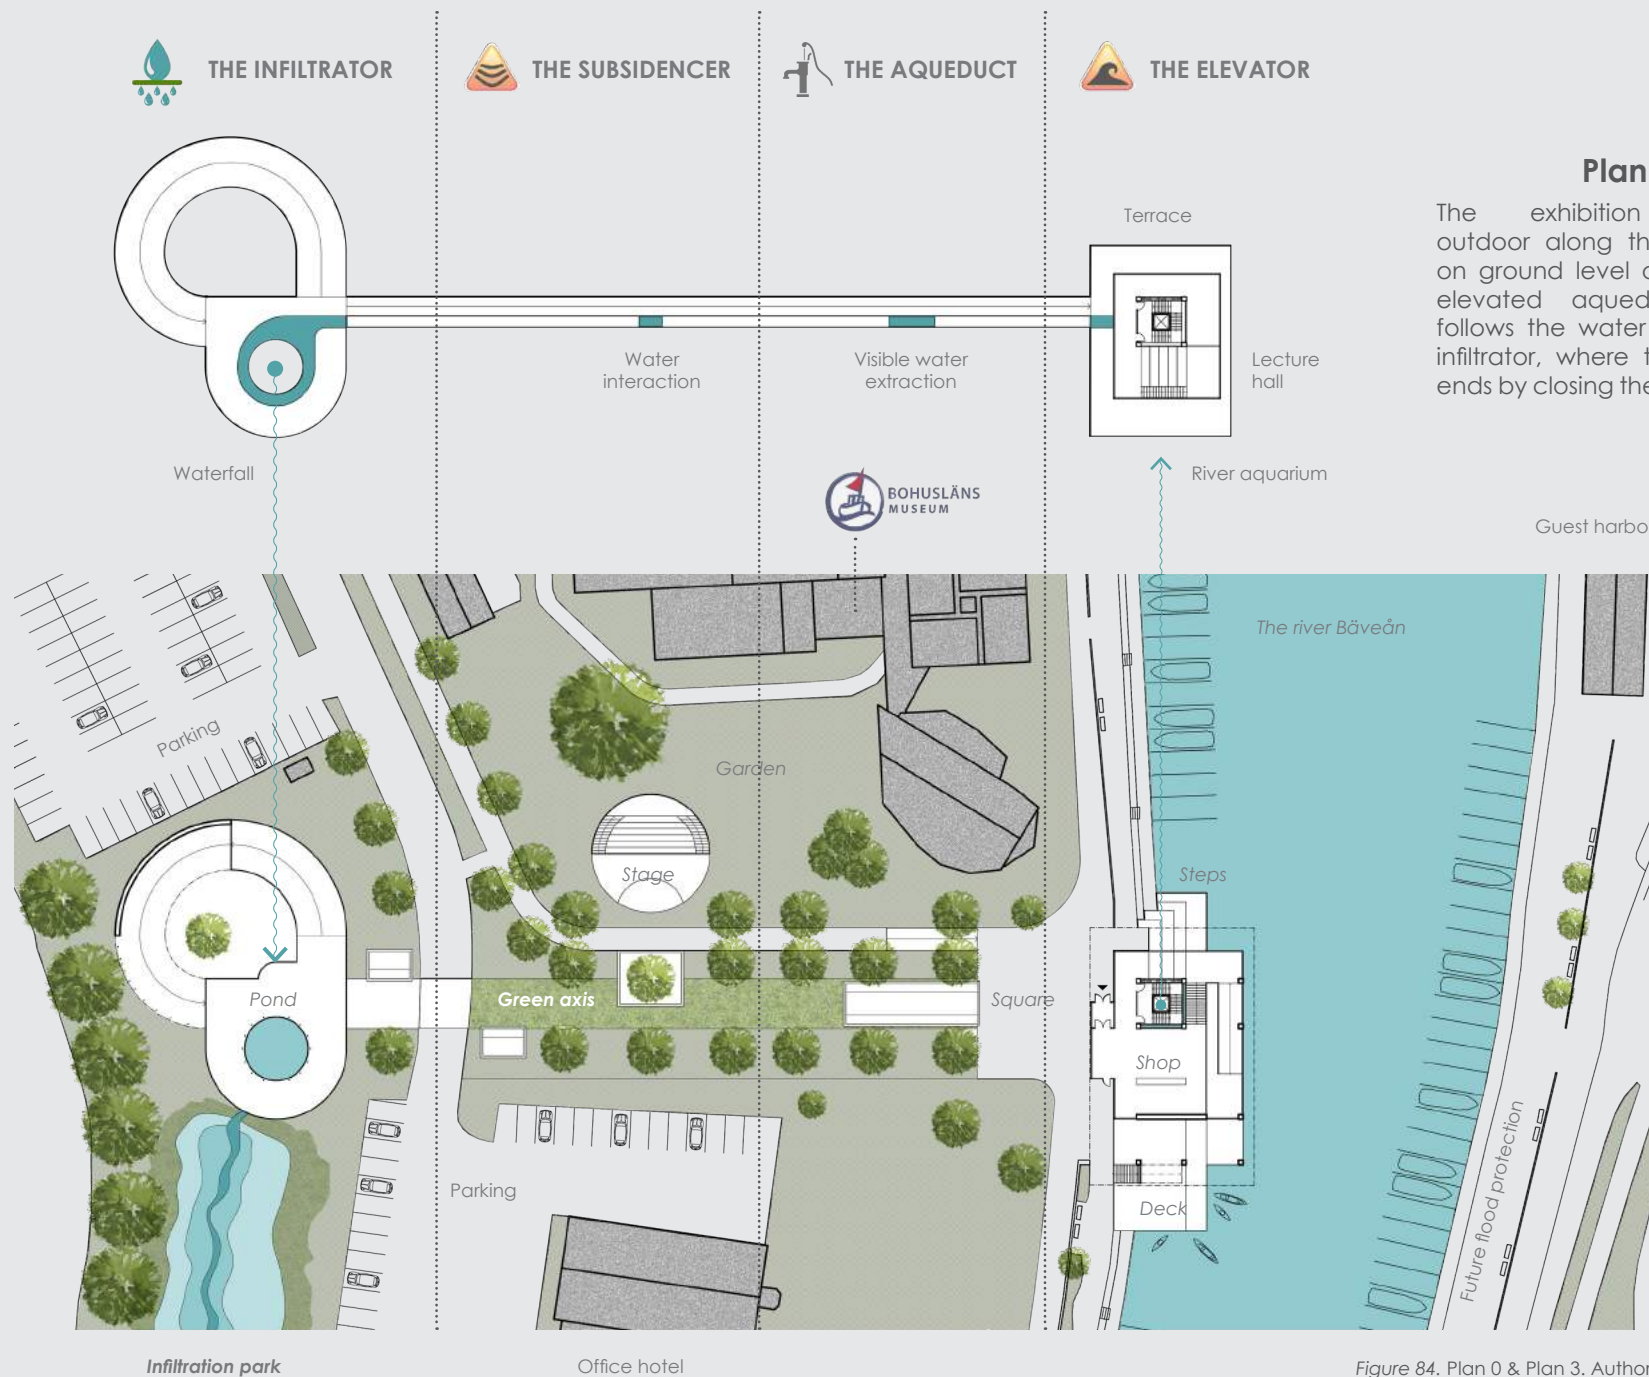 THE INFILTRATOR
THE SUBSIDENCER
THE AQUEDUCT
THE ELEVATOR
Plan
The exhibition
outdoor along th
on ground level
elevated aqued
follows the water
infiltrator, where
ends by closing the
Terrace
Water
interaction
Visible water
extraction
Lecture
hall
Waterfall
River aquarium
BOHUSLÄNS
MUSEUM
Guest harbo
The river Bäveån
Parking
Garden
Stage
Steps
Pond
Green axis
Square
Shop
Parking
Deck
Future flood protection
Infiltration park
Office hotel
Figure 84. Plan 0 & Plan 3. Author